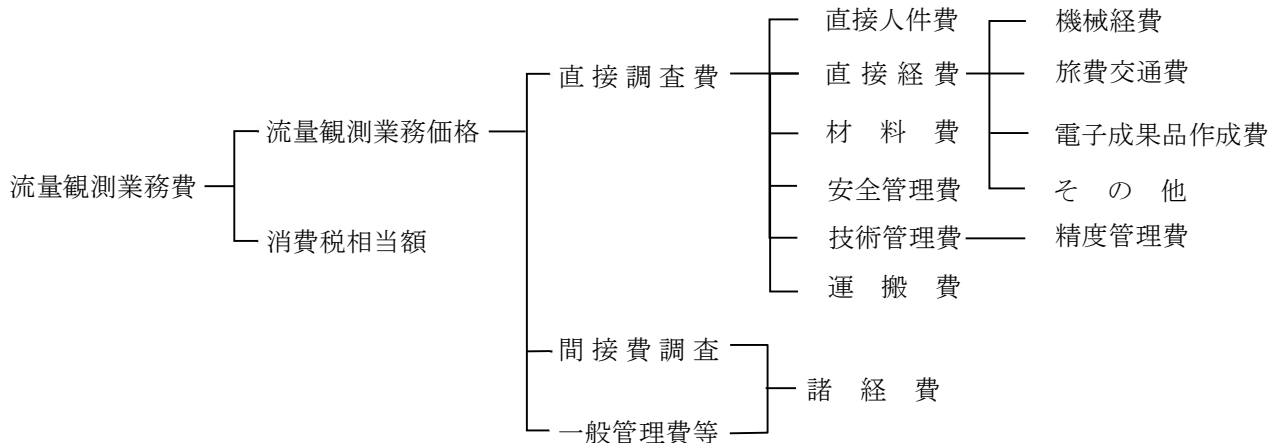 直接人件費 機械経費
直接調査費 直接経費 旅費交通費
流量観測業務価格 材料費 電子成果品作成費
流量観測業務費 安全管理費 その他
消費税相当額 技術管理費 精度管理費
運搬費
間接費調査
諸経費
一般管理費等